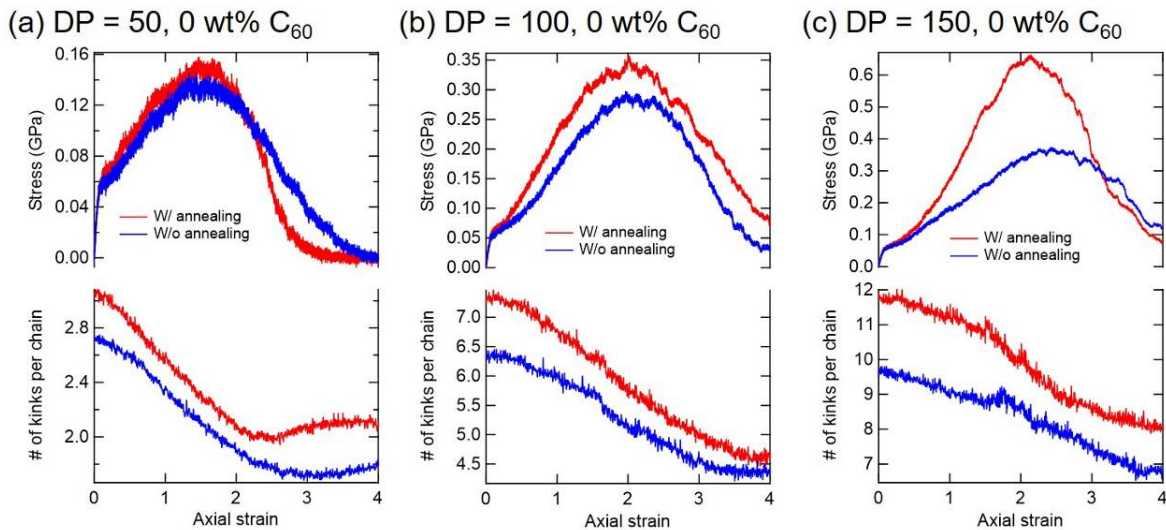 (a) DP = 50, 0 wt% C60
(b) DP = 100, 0 wt% C60
(c) DP = 150, 0 wt% C60
0.16
0.12
0.08
0.04
0.00
Stress (GPa)
W/ annealing
W/o annealing
0.35
0.30
0.25
0.20
0.15
0.10
0.05
0.00
Stress (GPa)
W/ annealing
W/o annealing
0.6
0.5
0.4
0.3
0.2
0.1
0.0
Stress (GPa)
W/ annealing
W/o annealing
2.8
2.4
2.0
# of kinks per chain
0 1 2 3 4
Axial strain
7.0
6.5
6.0
5.5
5.0
4.5
# of kinks per chain
0 1 2 3 4
Axial strain
12
11
10
9
8
7
# of kinks per chain
0 1 2 3 4
Axial strain